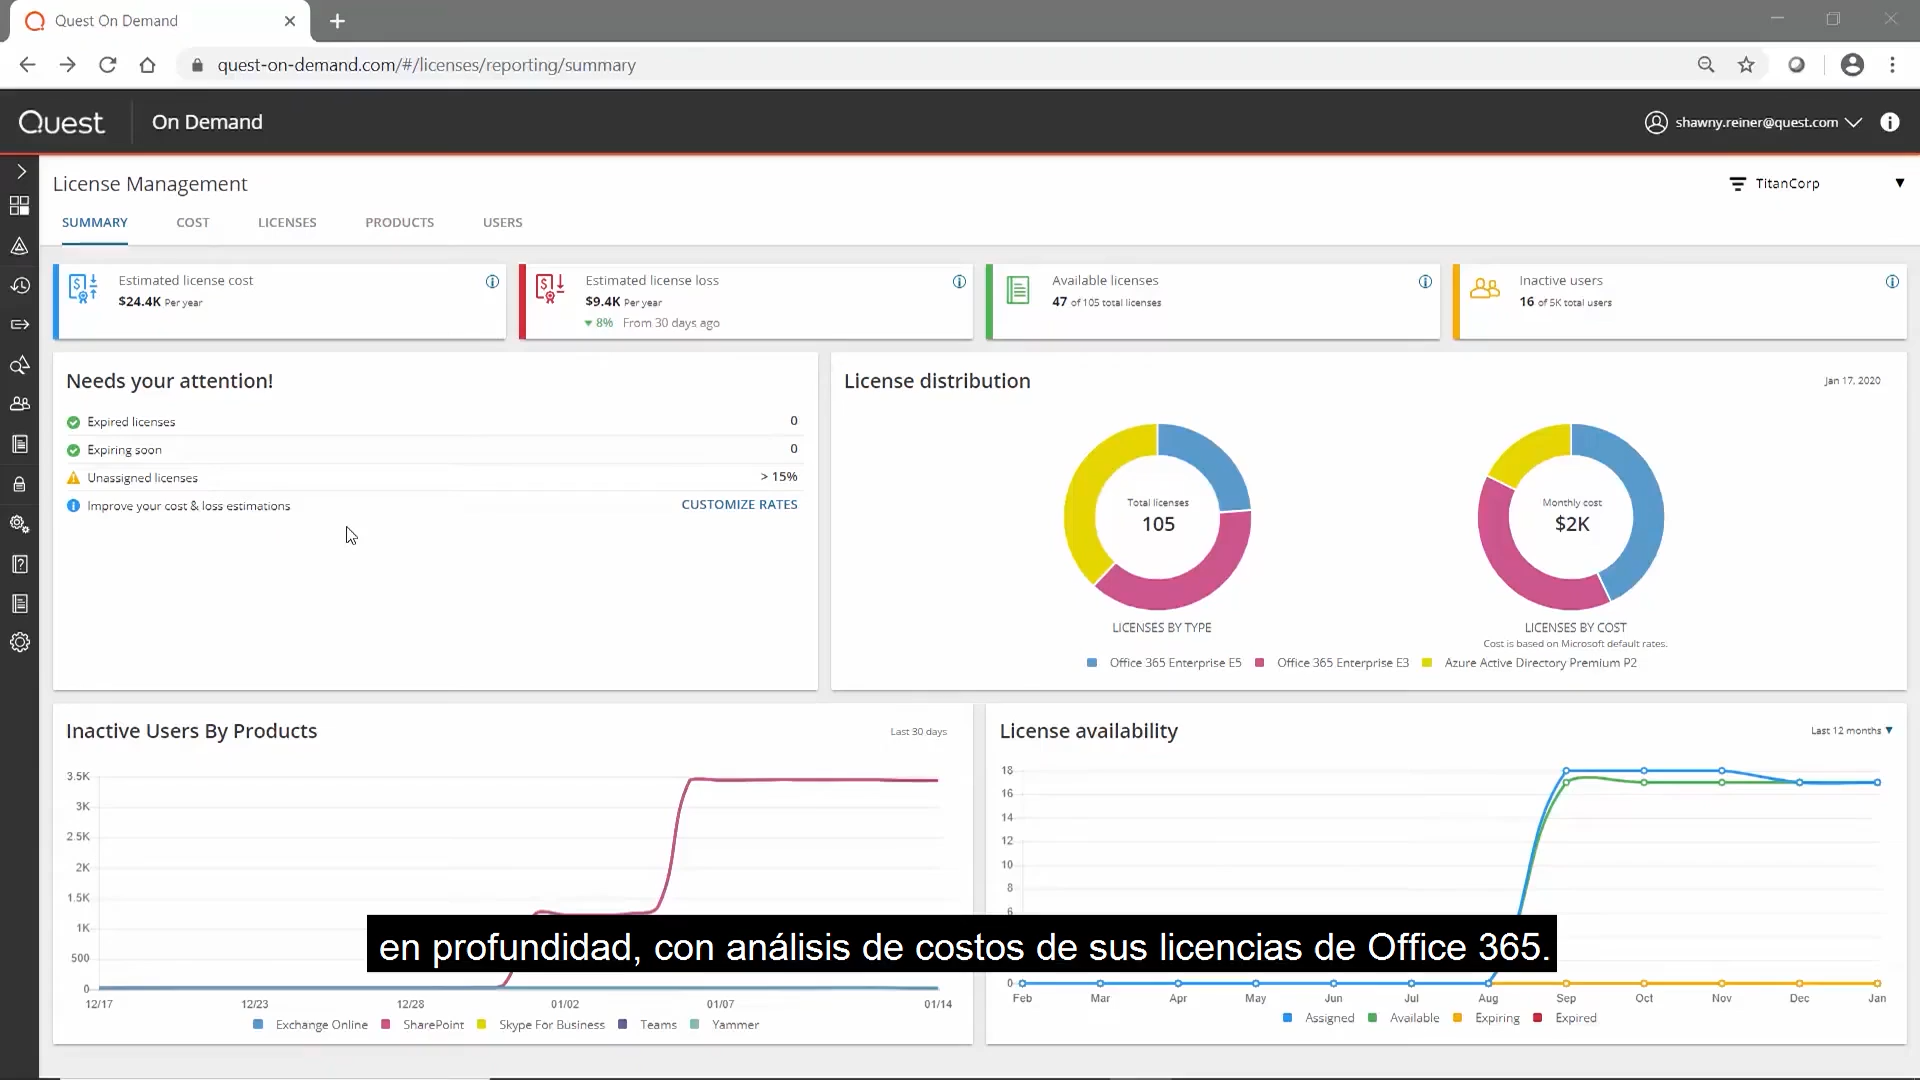 Quest On Demand
quest-on-demand.com/#/licenses/reporting/summary
Quest On Demand
shawny.reiner@quest.com
License Management
TitanCorp
SUMMARY COST LICENSES PRODUCTS USERS
Estimated license cost
$24.4K Per year
Estimated license loss
$9.4K Per year
8% From 30 days ago
Available licenses
47 of 105 total licenses
Inactive users
16 of 5K total users
Needs your attention!
Expired licenses 0
Expiring soon 0
Unassigned licenses > 15%
Improve your cost & loss estimations CUSTOMIZE RATES
License distribution
Jan 17, 2020
Total licenses
105
LICENSES BY TYPE
Monthly cost
$2K
LICENSES BY COST
Cost is based on Microsoft default rates.
Office 365 Enterprise E5 Office 365 Enterprise E3 Azure Active Directory Premium P2
Inactive Users By Products
Last 30 days
3.5K
3K
2.5K
2K
1.5K
1K
500
0
12/17 12/23 12/28 01/02 01/07 01/14
Exchange Online SharePoint Skype For Business Teams Yammer
License availability
Last 12 months
18
16
14
12
10
8
6
0
Feb Mar Apr May Jun Jul Aug Sep Oct Nov Dec Jan
Assigned Available Expiring Expired
en profundidad, con análisis de costos de sus licencias de Office 365.